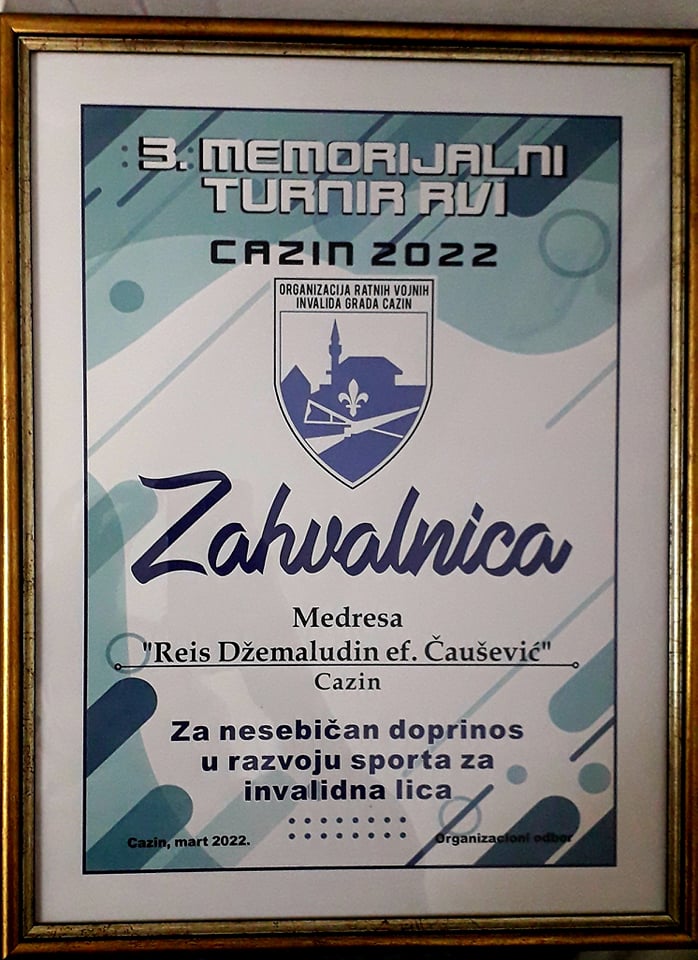 3. MEMORIJALNI
TURNIR RVI
CAZIN 2022
ORGANIZACIJA RATNIH VOJNIH
INVALIDA GRADA CAZIN
Zahvalnica
Medresa
"Reis Džemaludin ef. Čaušević"
Cazin
Za nesebičan doprinos
u razvoju sporta za
invalidna lica
Cazin, mart 2022.
Organizacioni odbor